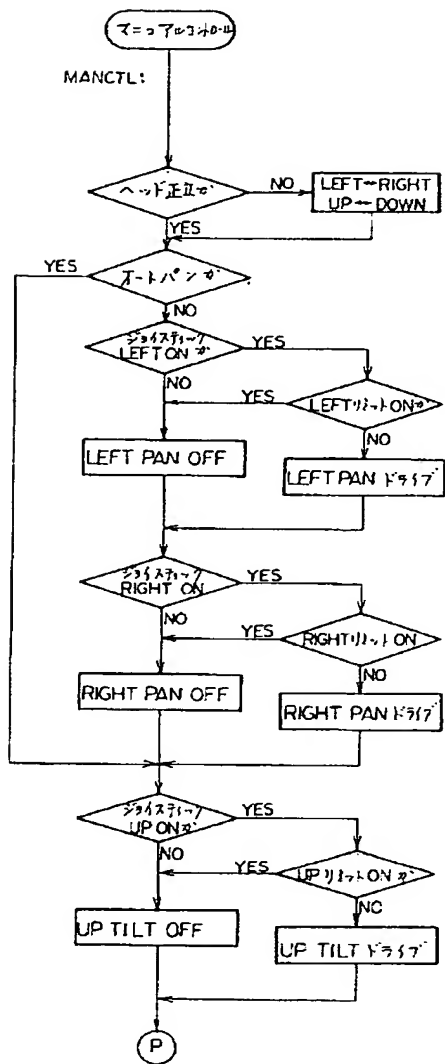 マニュアルコントロール
MANCTL:
ヘッド正立か
NO
LEFT↔RIGHT
UP↔DOWN
YES
YES
オートパンか
NO
ジョイスティック
LEFT ONか
YES
NO
YES
LEFTリミットONか
NO
LEFT PAN OFF
LEFT PAN ドライブ
ジョイスティック
RIGHT ON
YES
NO
YES
RIGHTリミットON
NO
RIGHT PAN OFF
RIGHT PAN ドライブ
ジョイスティック
UP ONか
YES
NO
YES
UPリミットONか
NO
UP TILT OFF
UP TILT ドライブ
P